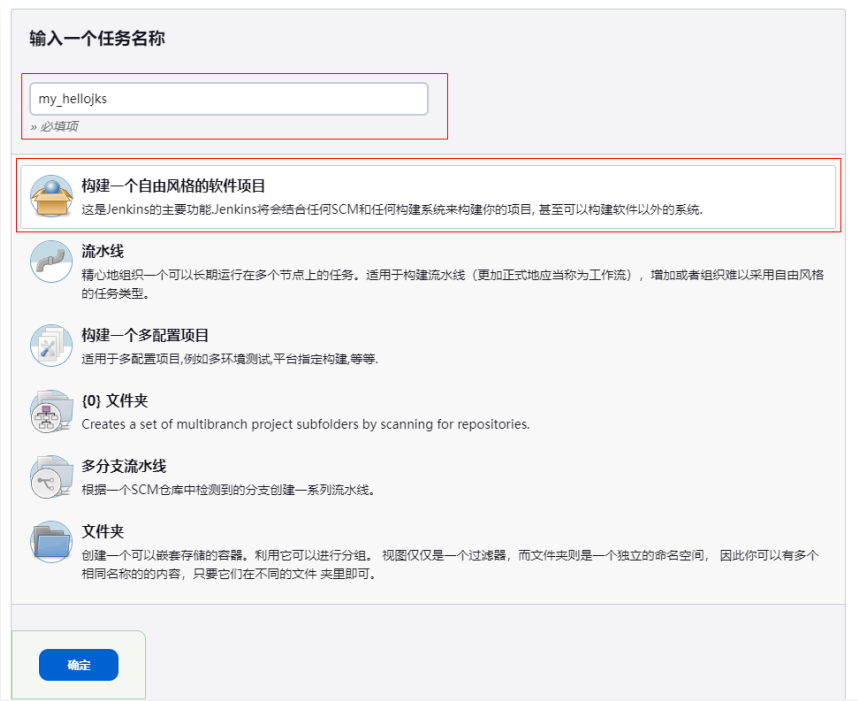 输入一个任务名称
my_hellojks
» 必填项
构建一个自由风格的软件项目
这是Jenkins的主要功能.Jenkins将会结合任何SCM和任何构建系统来构建你的项目, 甚至可以构建软件以外的系统.
流水线
精心地组织一个可以长期运行在多个节点上的任务。适用于构建流水线（更加正式地应当称为工作流），增加或者组织难以采用自由风格
的任务类型。
构建一个多配置项目
适用于多配置项目,例如多环境测试,平台指定构建,等等.
{0} 文件夹
Creates a set of multibranch project subfolders by scanning for repositories.
多分支流水线
根据一个SCM仓库中检测到的分支创建一系列流水线。
文件夹
创建一个可以嵌套存储的容器。利用它可以进行分组。 视图仅仅是一个过滤器，而文件夹则是一个独立的命名空间， 因此你可以有多个
相同名称的的内容，只要它们在不同的文件 夹里即可。
确定